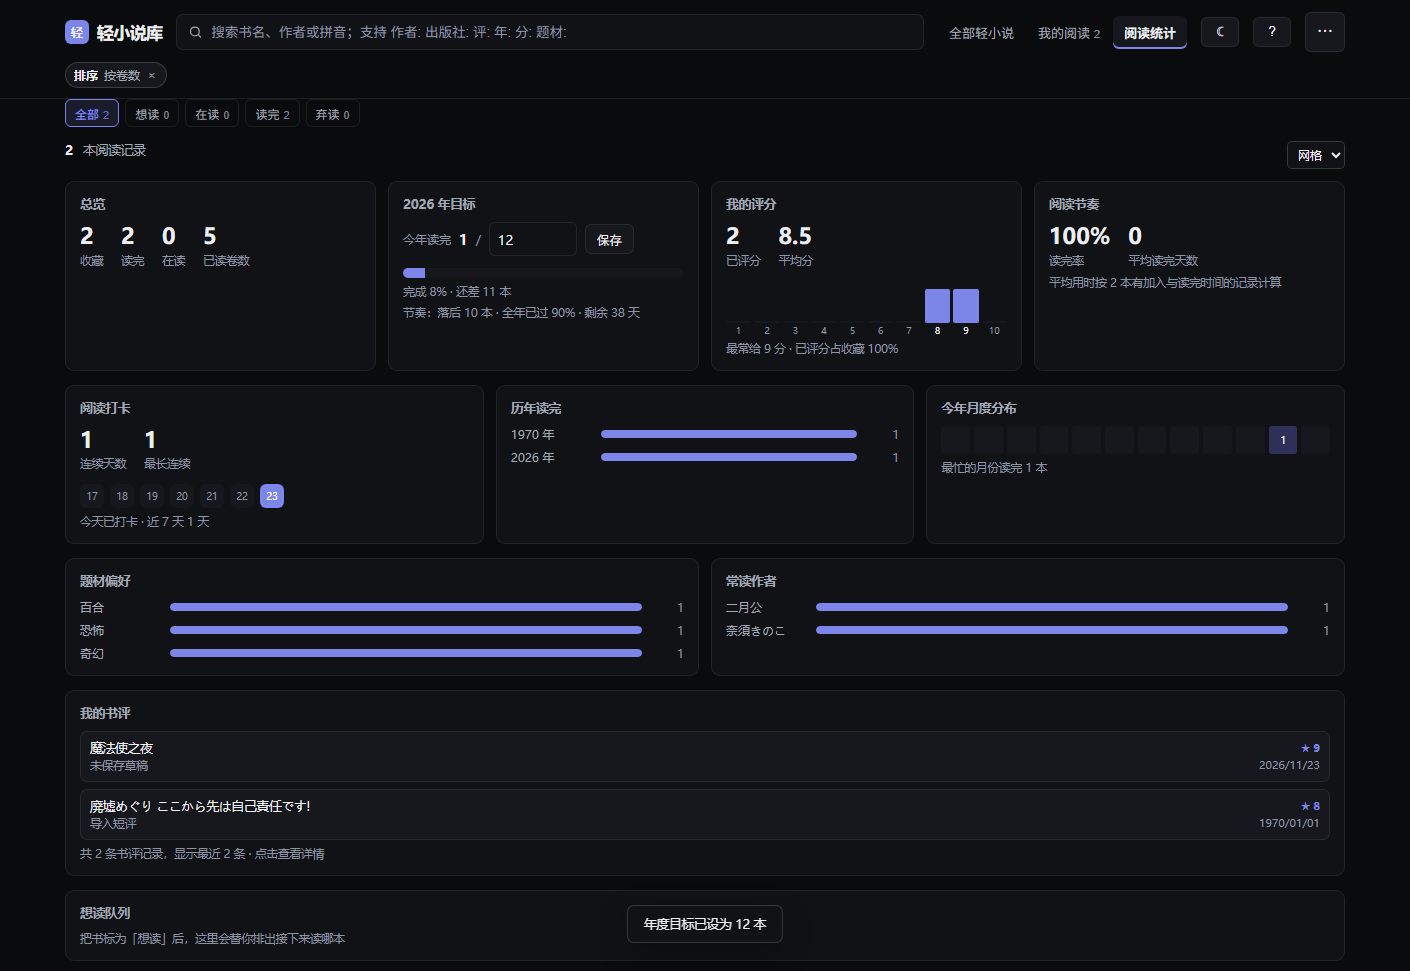 轻 轻小说库 搜索书名、作者或拼音；支持 作者: 出版社: 评: 年: 分: 题材: 全部轻小说 我的阅读 2 阅读统计 ☾ ? ···
排序 按卷数 ×
全部 2 想读 0 在读 0 读完 2 弃读 0
2 本阅读记录
网格
总览
2 2 0 5
收藏 读完 在读 已读卷数
2026 年目标
今年读完 1 / 12 保存
完成 8% · 还差 11 本
节奏：落后 10 本 · 全年已过 90% · 剩余 38 天
我的评分
2 8.5
已评分 平均分
1 2 3 4 5 6 7 8 9 10
最常给 9 分 · 已评分占收藏 100%
阅读节奏
100% 0
读完率 平均读完天数
平均用时按 2 本有加入与读完时间的记录计算
阅读打卡
1 1
连续天数 最长连续
17 18 19 20 21 22 23
今天已打卡 · 近 7 天 1 天
历年读完
1970 年 1
2026 年 1
今年月度分布
1
最忙的月份读完 1 本
题材偏好
百合 1
恐怖 1
奇幻 1
常读作者
二月公 1
奈須きのこ 1
我的书评
魔法使之夜 ★ 9
未保存草稿 2026/11/23
廃墟めぐり ここから先は自己責任です! ★ 8
导入短评 1970/01/01
共 2 条书评记录，显示最近 2 条 · 点击查看详情
想读队列
把书标为「想读」后，这里会替你排出接下来读哪本
年度目标已设为 12 本